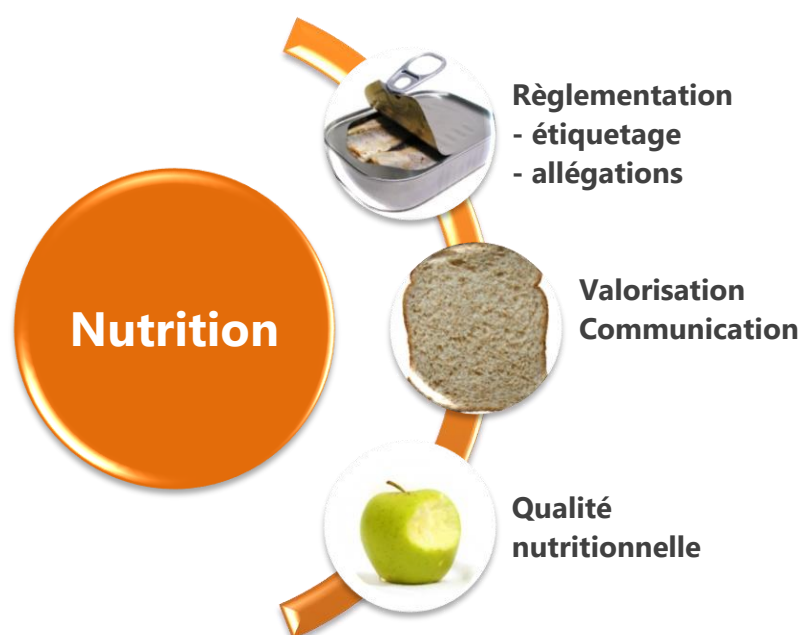 Règlementation
- étiquetage
- allégations
Nutrition
Valorisation
Communication
Qualité
nutritionnelle